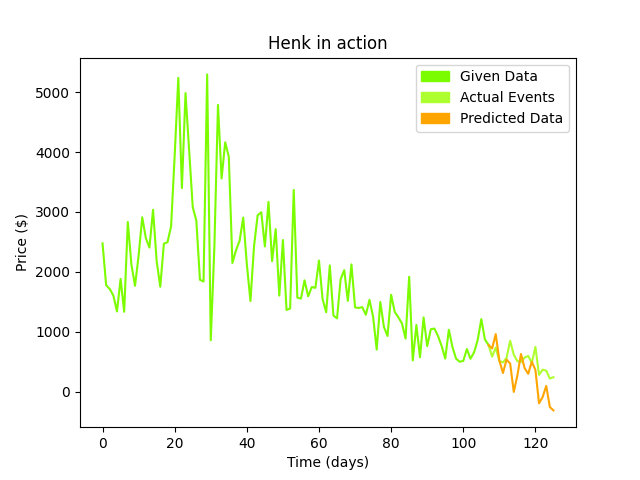 Henk in action
Given Data
Actual Events
Predicted Data
Price ($)
5000
4000
3000
2000
1000
0
0 20 40 60 80 100 120
Time (days)